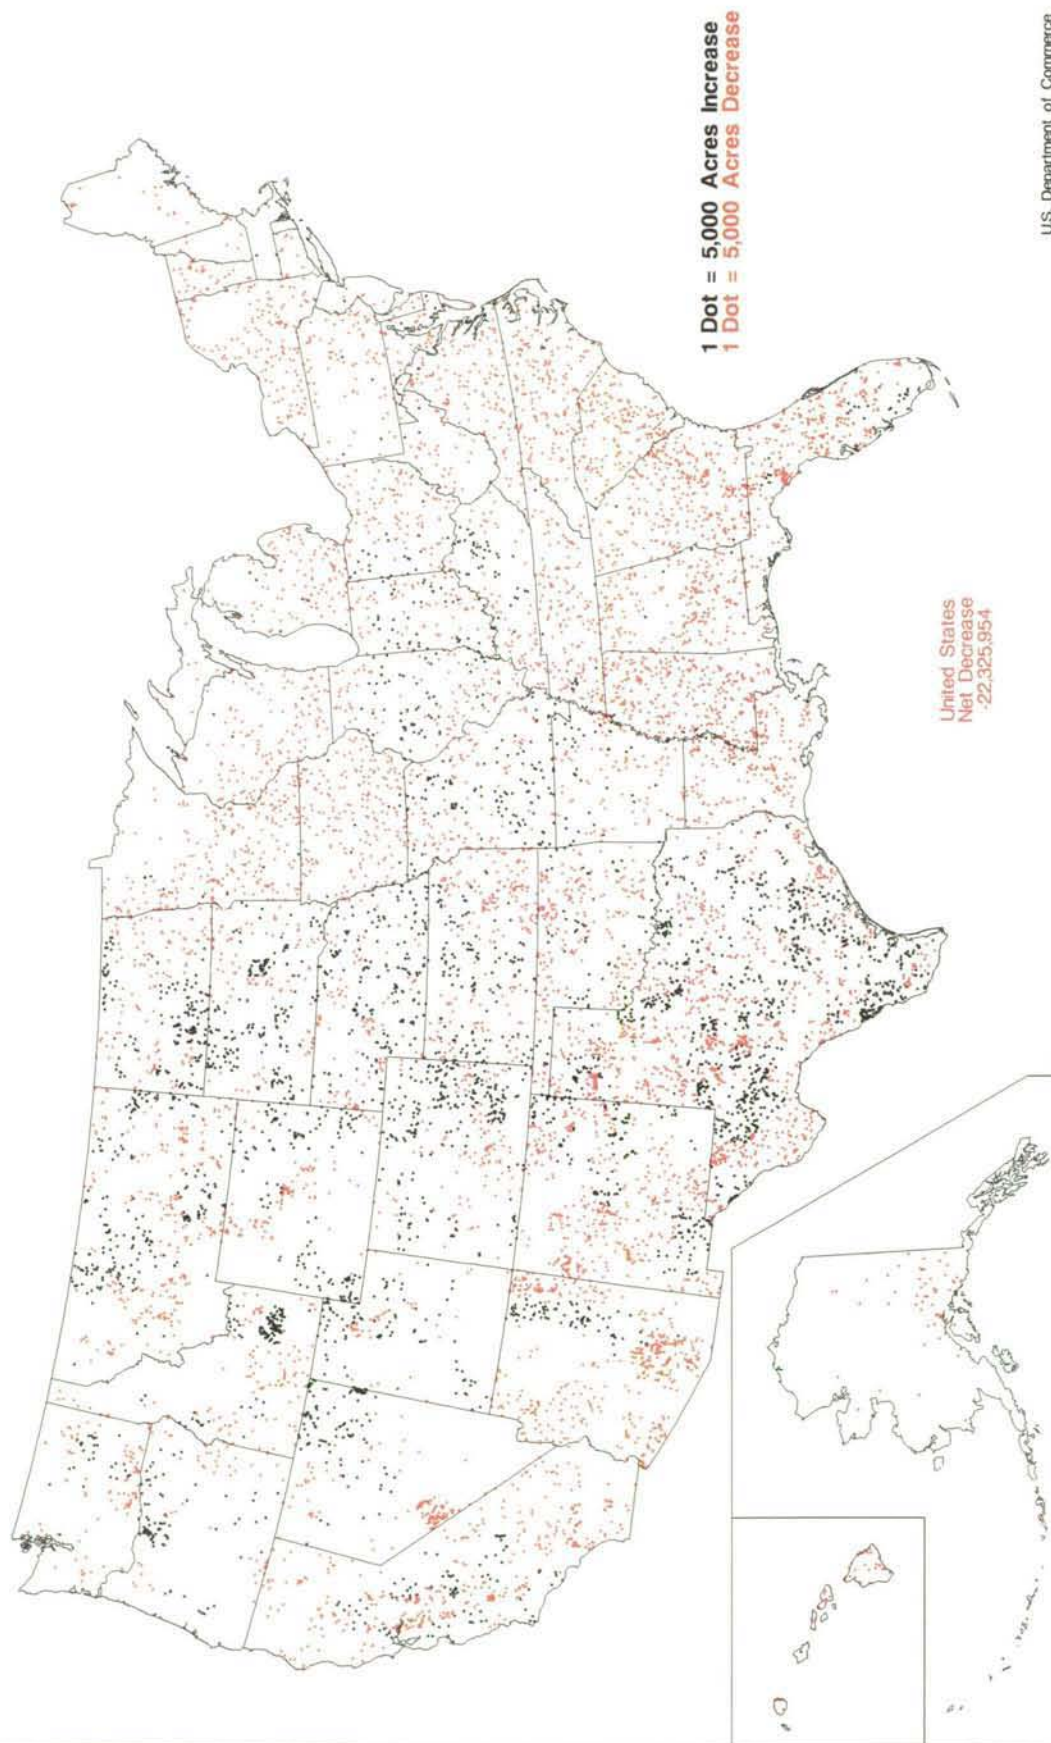 1 Dot = 5,000 Acres Increase
1 Dot = 5,000 Acres Decrease
United States
Net Decrease
-22,325,954
U.S. Department of Commerce